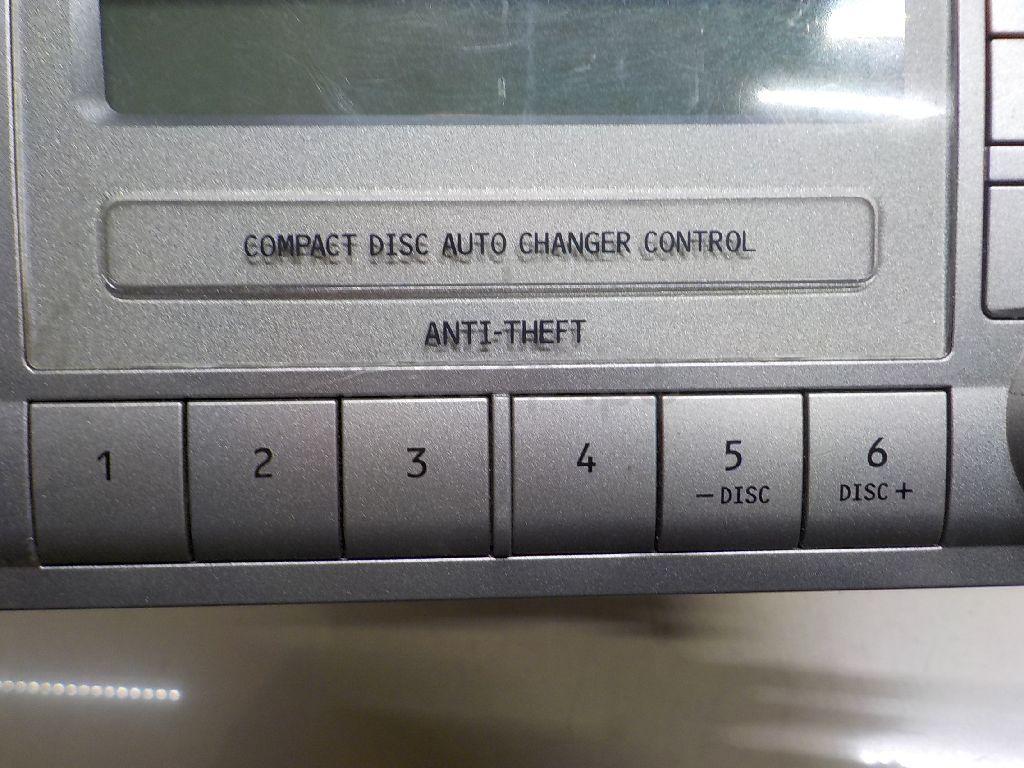 COMPACT DISC AUTO CHANGER CONTROL
ANTI-THEFT
1 2 3 4 5 6
– DISC DISC +